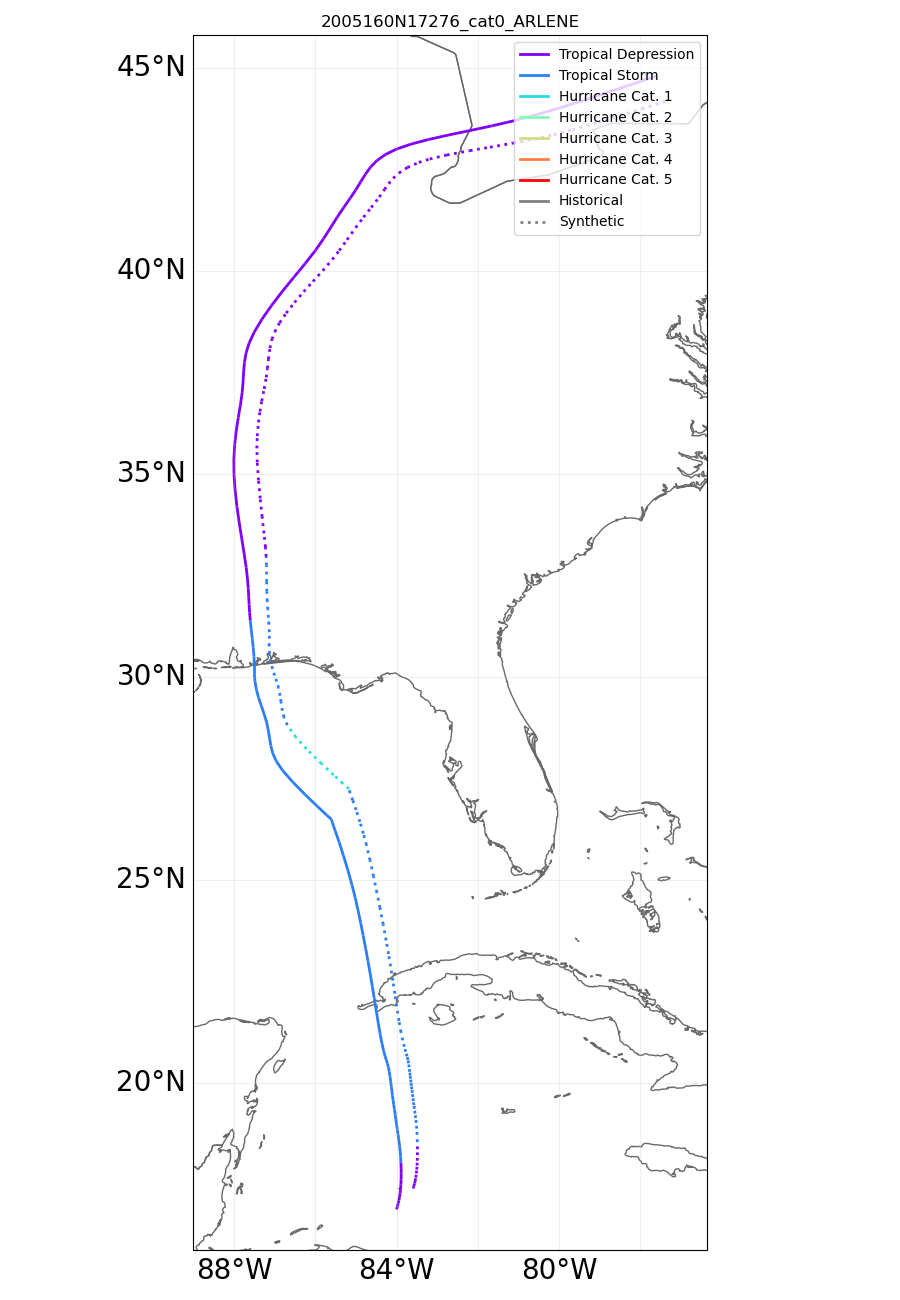 2005160N17276_cat0_ARLENE
Tropical Depression
Tropical Storm
Hurricane Cat. 1
Hurricane Cat. 2
Hurricane Cat. 3
Hurricane Cat. 4
Hurricane Cat. 5
Historical
Synthetic
45°N
40°N
35°N
30°N
25°N
20°N
88°W 84°W 80°W